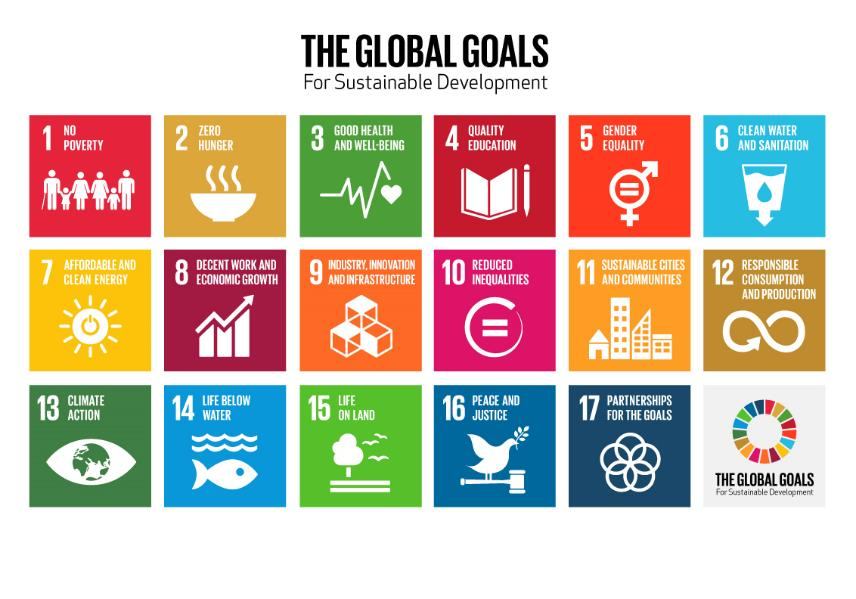 THE GLOBAL GOALS
For Sustainable Development
1 NO
POVERTY
2 ZERO
HUNGER
3 GOOD HEALTH
AND WELL-BEING
4 QUALITY
EDUCATION
5 GENDER
EQUALITY
6 CLEAN WATER
AND SANITATION
7 AFFORDABLE AND
CLEAN ENERGY
8 DECENT WORK AND
ECONOMIC GROWTH
9 INDUSTRY, INNOVATION
AND INFRASTRUCTURE
10 REDUCED
INEQUALITIES
11 SUSTAINABLE CITIES
AND COMMUNITIES
12 RESPONSIBLE
CONSUMPTION
AND PRODUCTION
13 CLIMATE
ACTION
14 LIFE BELOW
WATER
15 LIFE
ON LAND
16 PEACE AND
JUSTICE
17 PARTNERSHIPS
FOR THE GOALS
THE GLOBAL GOALS
For Sustainable Development